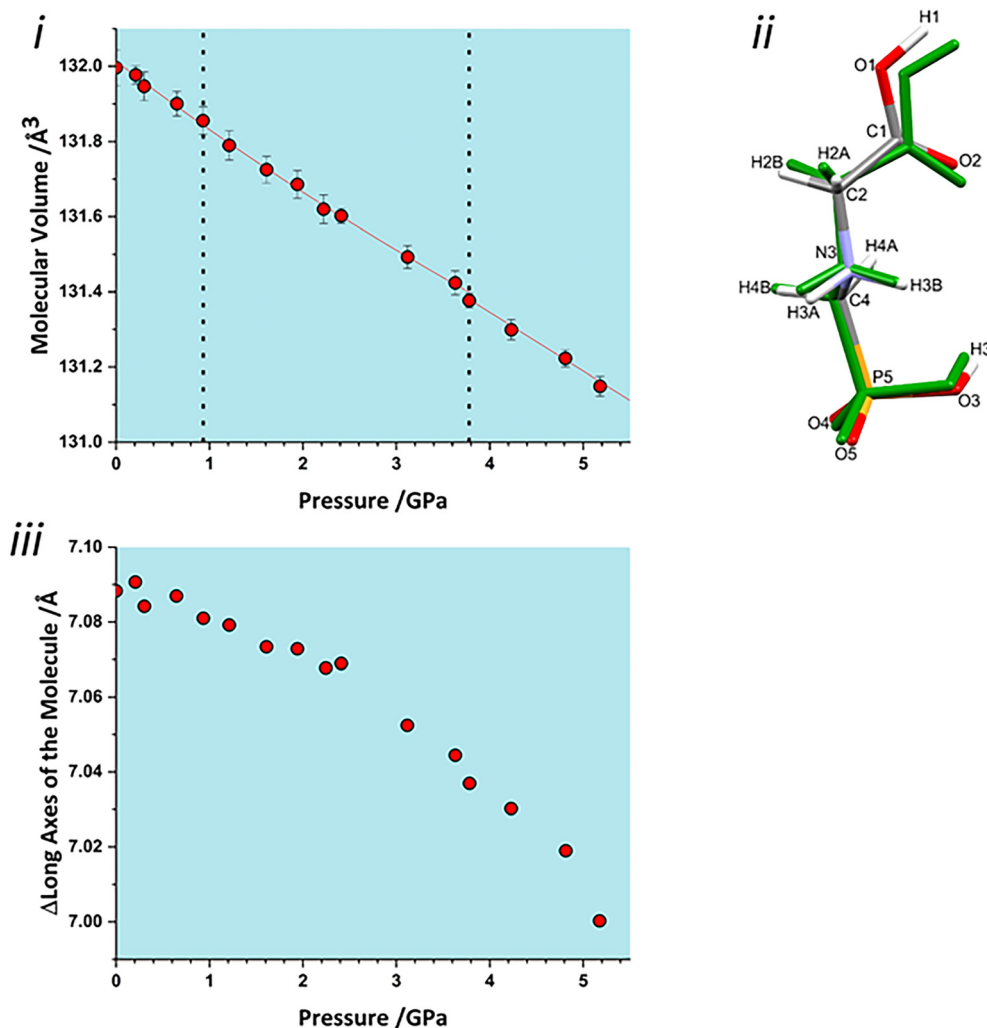 i
132.0
131.8
131.6
131.4
131.2
131.0
Molecular Volume /Å³
0 1 2 3 4 5
Pressure /GPa
ii
H1
O1
C1
H2A
H2B
O2
C2
N3
H4A
H4B
H3A
C4
H3B
P5
H3
O3
O4
O5
iii
7.10
7.08
7.06
7.04
7.02
7.00
ΔLong Axes of the Molecule /Å
0 1 2 3 4 5
Pressure /GPa